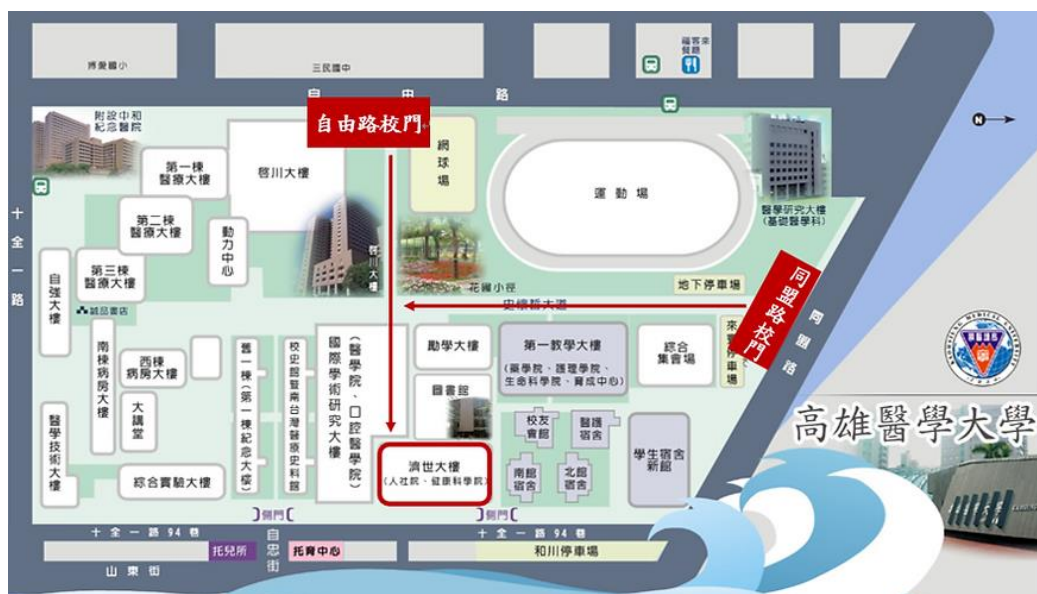 博愛國小
三民國中
福客來
餐廳
自由路
附設中和
紀念醫院
自由路校門
第一棟
醫療大樓
啓川大樓
網
球
場
運動場
醫學研究大樓
(基礎醫學科)
N
十全一路
第二棟
醫療大樓
動力中心
啓川大樓
第三棟
醫療大樓
誠品書店
花園小徑
地下停車場
史懷哲大道
同盟路校門
同盟路
自強大樓
南棟病房大樓
西棟
病房大樓
大講堂
舊一棟(第一棟紀念大樓)
校史館暨南台灣醫療史料館
國際學術研究大樓
(醫學院、口腔醫學院)
勵學大樓
第一教學大樓
(藥學院、護理學院、
生命科學院、育成中心)
綜合
集會場
圖書館
校友
會館
醫護
宿舍
高雄醫學大學
醫學技術大樓
綜合實驗大樓
濟世大樓
(人社院、健康科學院)
南館
宿舍
北館
宿舍
學生宿舍
新館
側門
側門
十全一路94巷
自忠街
十全一路94巷
托兒所
托育中心
和川停車場
山東街